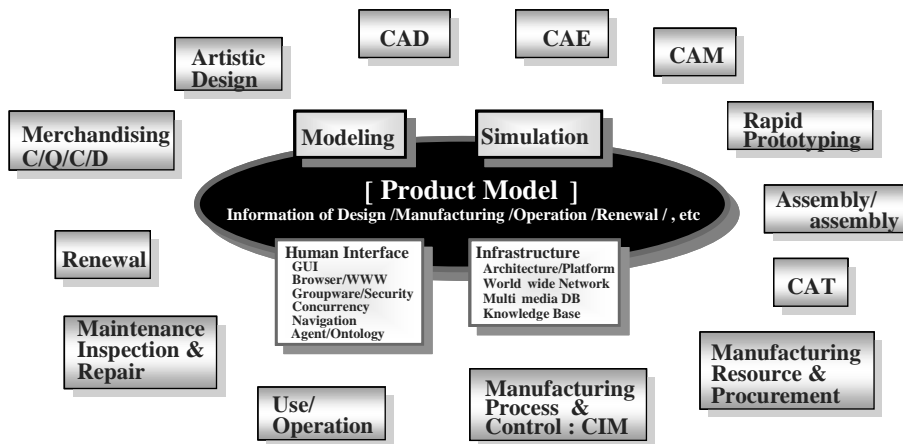 CAD
CAE
CAM
Artistic
Design
Merchandising
C/Q/C/D
Modeling
Simulation
Rapid
Prototyping
[ Product Model ]
Information of Design /Manufacturing /Operation /Renewal / , etc
Assembly/
assembly
Renewal
Human Interface
GUI
Browser/WWW
Groupware/Security
Concurrency
Navigation
Agent/Ontology
Infrastructure
Architecture/Platform
World wide Network
Multi media DB
Knowledge Base
CAT
Maintenance
Inspection &
Repair
Manufacturing
Resource &
Procurement
Use/
Operation
Manufacturing
Process &
Control : CIM